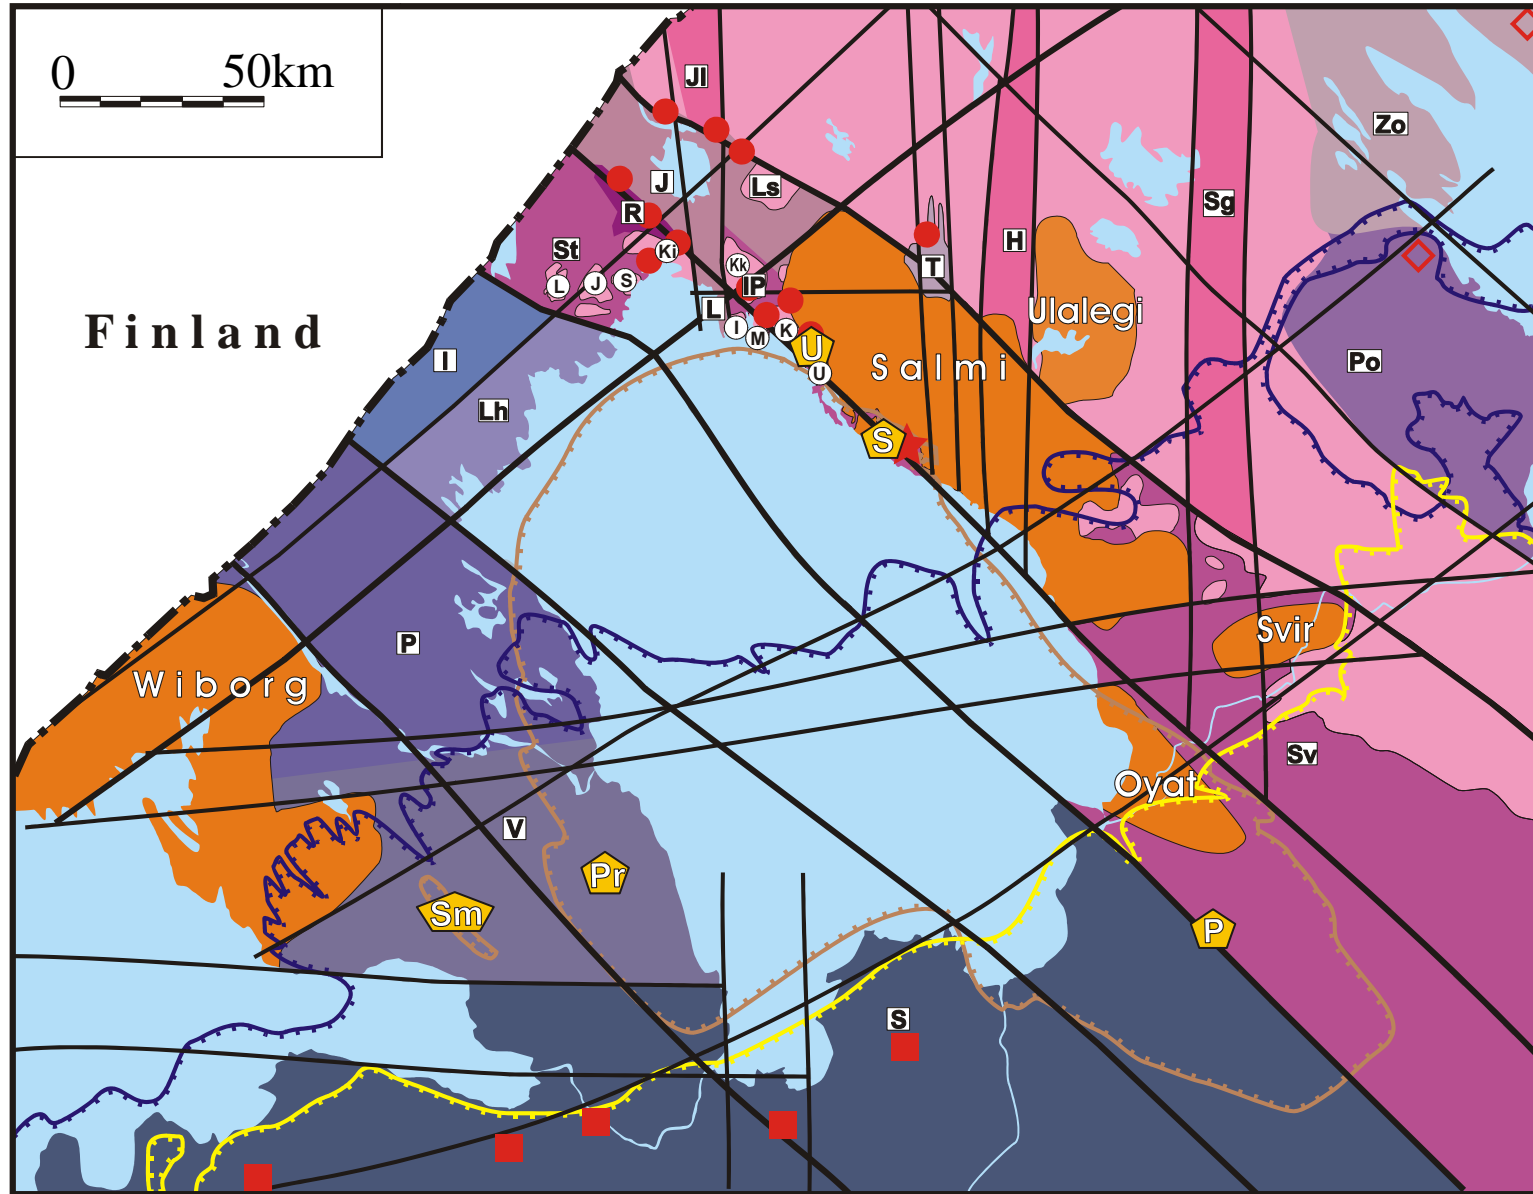 0 50km
Jl
Zo
J
Ls
R
Sg
H
St
Ki
Kk
T
L
J
S
IP
L
Ulalegi
Finland
I
M
K
U
U
Salmi
I
Po
Lh
S
P
Svir
Wiborg
Sv
Oyat
V
Pr
Sm
P
S